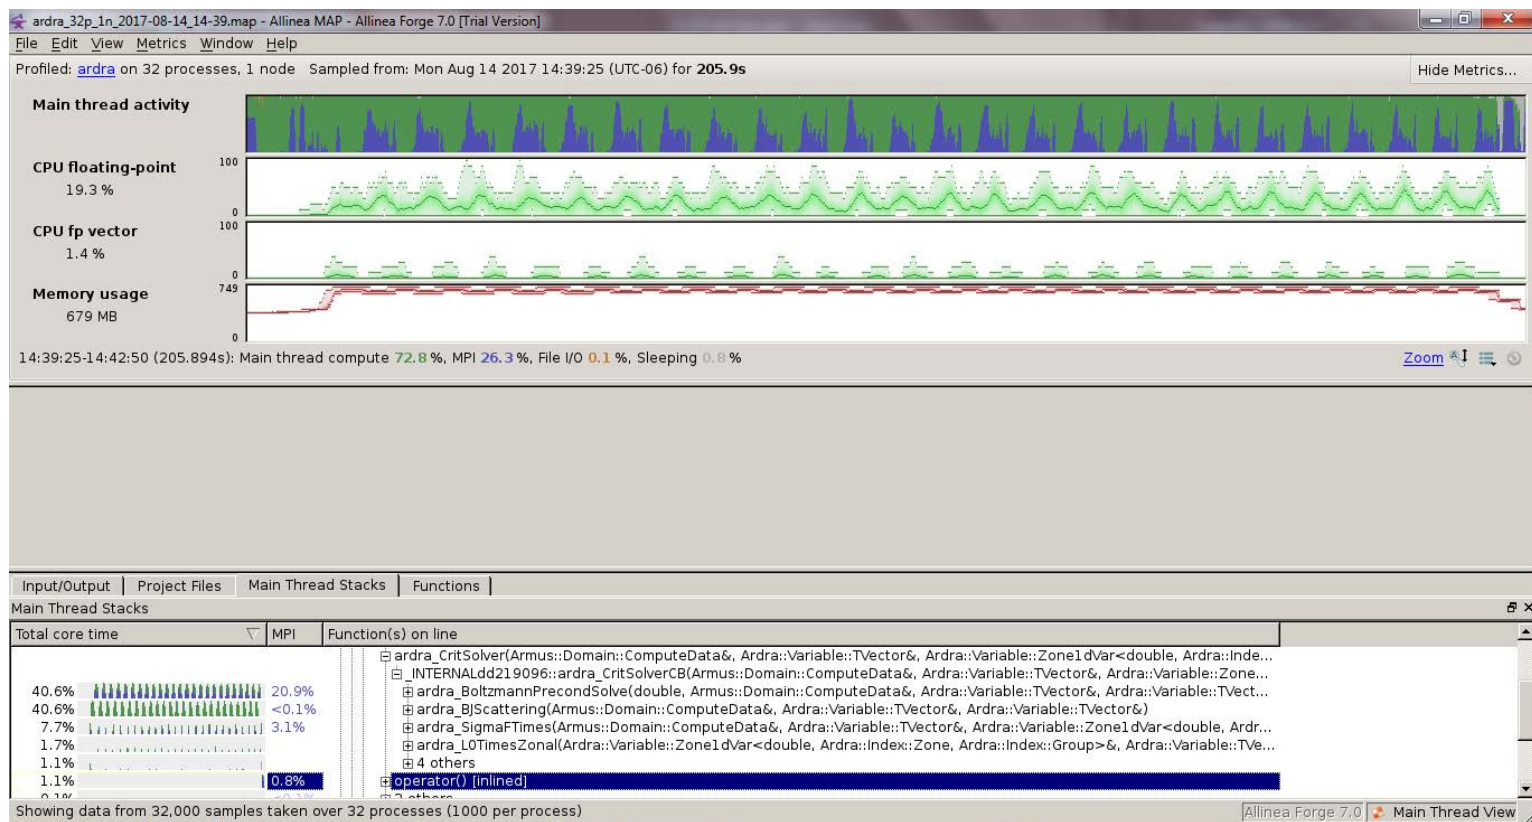 ardra_32p_1n_2017-08-14_14-39.map - Allinea MAP - Allinea Forge 7.0 [Trial Version]
File Edit View Metrics Window Help
Profiled: ardra on 32 processes, 1 node Sampled from: Mon Aug 14 2017 14:39:25 (UTC-06) for 205.9s Hide Metrics...
Main thread activity
CPU floating-point 100
19.3 %
0
CPU fp vector 100
1.4 %
0
Memory usage 749
679 MB
0
14:39:25-14:42:50 (205.894s): Main thread compute 72.8 %, MPI 26.3 %, File I/O 0.1 %, Sleeping 0.8 % Zoom
Input/Output Project Files Main Thread Stacks Functions
Main Thread Stacks
Total core time MPI Function(s) on line
ardra_CritSolver(Armus::Domain::ComputeData&, Ardra::Variable::TVector&, Ardra::Variable::Zone1dVar<double, Ardra::Inde...
_INTERNALdd219096::ardra_CritSolverCB(Armus::Domain::ComputeData&, Ardra::Variable::TVector&, Ardra::Variable::Zone...
40.6% 20.9% ardra_BoltzmannPrecondSolve(double, Armus::Domain::ComputeData&, Ardra::Variable::TVector&, Ardra::Variable::TVect...
40.6% <0.1% ardra_BJScattering(Armus::Domain::ComputeData&, Ardra::Variable::TVector&, Ardra::Variable::TVector&)
7.7% 3.1% ardra_SigmaFTimes(Armus::Domain::ComputeData&, Ardra::Variable::TVector&, Ardra::Variable::Zone1dVar<double, Ardr...
1.7% ardra_L0TimesZonal(Ardra::Variable::Zone1dVar<double, Ardra::Index::Zone, Ardra::Index::Group>&, Ardra::Variable::TVe...
1.1% 4 others
1.1% 0.8% operator() [inlined]
Showing data from 32,000 samples taken over 32 processes (1000 per process) Allinea Forge 7.0 Main Thread View